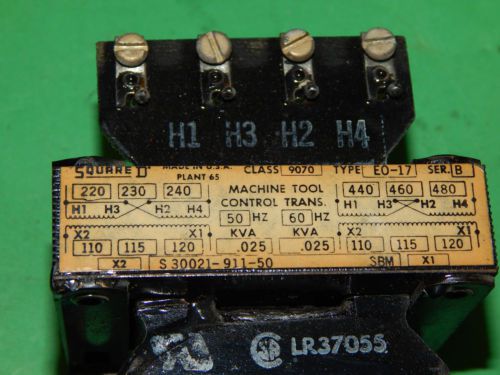 H1 H3 H2 H4
SQUARE D MADE IN U.S.A. CLASS 9070 TYPE EO-17 SER. B
PLANT 65
220 230 240 MACHINE TOOL 440 460 480
H1 H3 H2 H4 CONTROL TRANS. H1 H3 H2 H4
50 HZ 60 HZ
X2 X1 KVA KVA X2 X1
110 115 120 .025 .025 110 115 120
X2 S 30021-911-50 SBM X1
LR37055